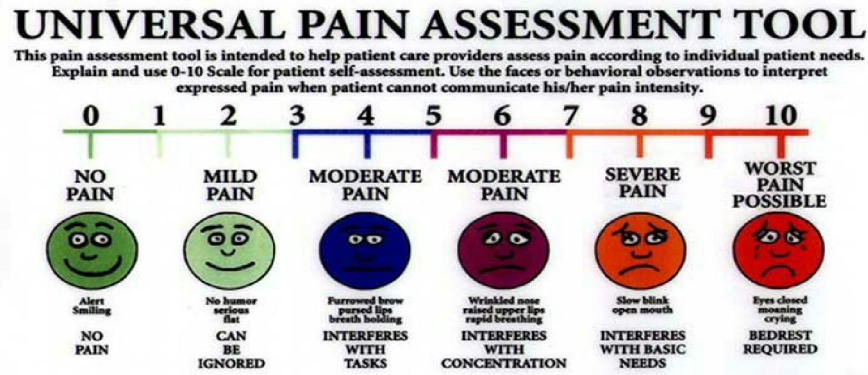 UNIVERSAL PAIN ASSESSMENT TOOL
This pain assessment tool is intended to help patient care providers assess pain according to individual patient needs.
Explain and use 0-10 Scale for patient self-assessment. Use the faces or behavioral observations to interpret
expressed pain when patient cannot communicate his/her pain intensity.
0 1 2 3 4 5 6 7 8 9 10
NO
PAIN
MILD
PAIN
MODERATE
PAIN
MODERATE
PAIN
SEVERE
PAIN
WORST
PAIN
POSSIBLE
Alert
Smiling
No humor
serious
flat
Furrowed brow
pursed lips
breath holding
Wrinkled nose
raised upper lips
rapid breathing
Slow blink
open mouth
Eyes closed
moaning
crying
NO
PAIN
CAN
BE
IGNORED
INTERFERES
WITH
TASKS
INTERFERES
WITH
CONCENTRATION
INTERFERES
WITH BASIC
NEEDS
BEDREST
REQUIRED